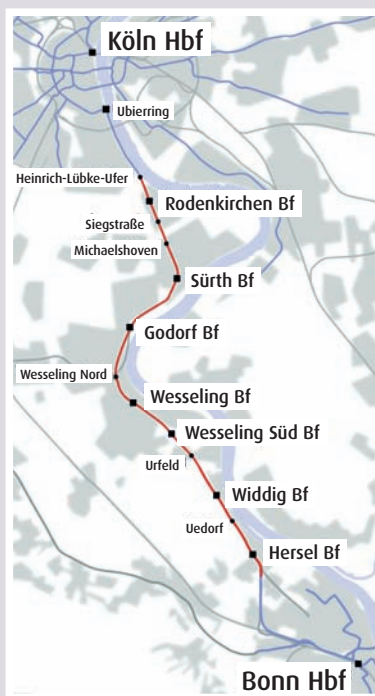 Köln Hbf
Ubierring
Heinrich-Lübke-Ufer
Rodenkirchen Bf
Siegstraße
Michaelshoven
Sürth Bf
Godorf Bf
Wesseling Nord
Wesseling Bf
Wesseling Süd Bf
Urfeld
Widdig Bf
Uedorf
Hersel Bf
Bonn Hbf